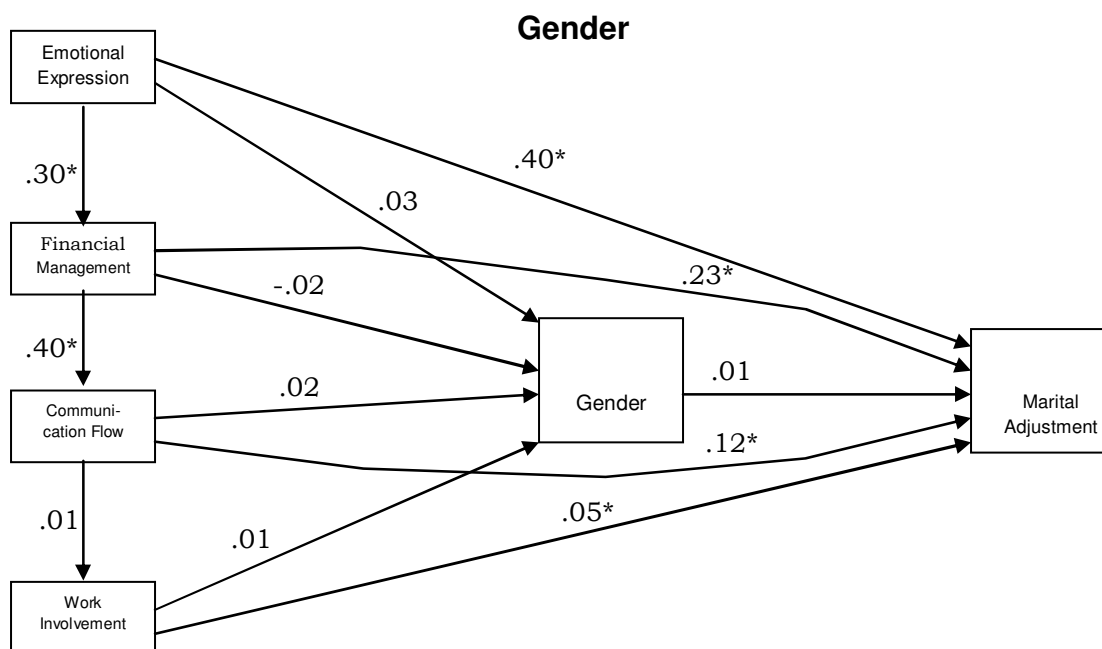 Gender
Emotional
Expression
.40*
.30*
.03
Financial
Management
.23*
-.02
.40*
.02
.01
Gender
Marital
Adjustment
Communi-
cation Flow
.12*
.01
.01
.05*
Work
Involvement